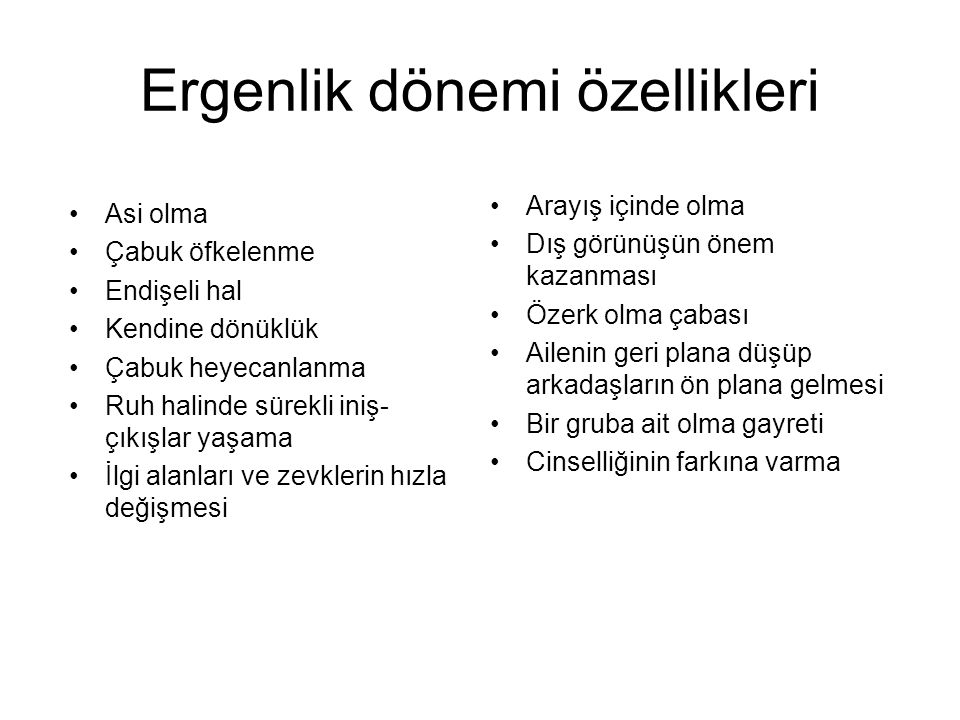 Ergenlik dönemi özellikleri
• Asi olma
• Çabuk öfkelenme
• Endişeli hal
• Kendine dönüklük
• Çabuk heyecanlanma
• Ruh halinde sürekli iniş-
çıkışlar yaşama
• İlgi alanları ve zevklerin hızla
değişmesi
• Arayış içinde olma
• Dış görünüşün önem
kazanması
• Özerk olma çabası
• Ailenin geri plana düşüp
arkadaşların ön plana gelmesi
• Bir gruba ait olma gayreti
• Cinselliğinin farkına varma